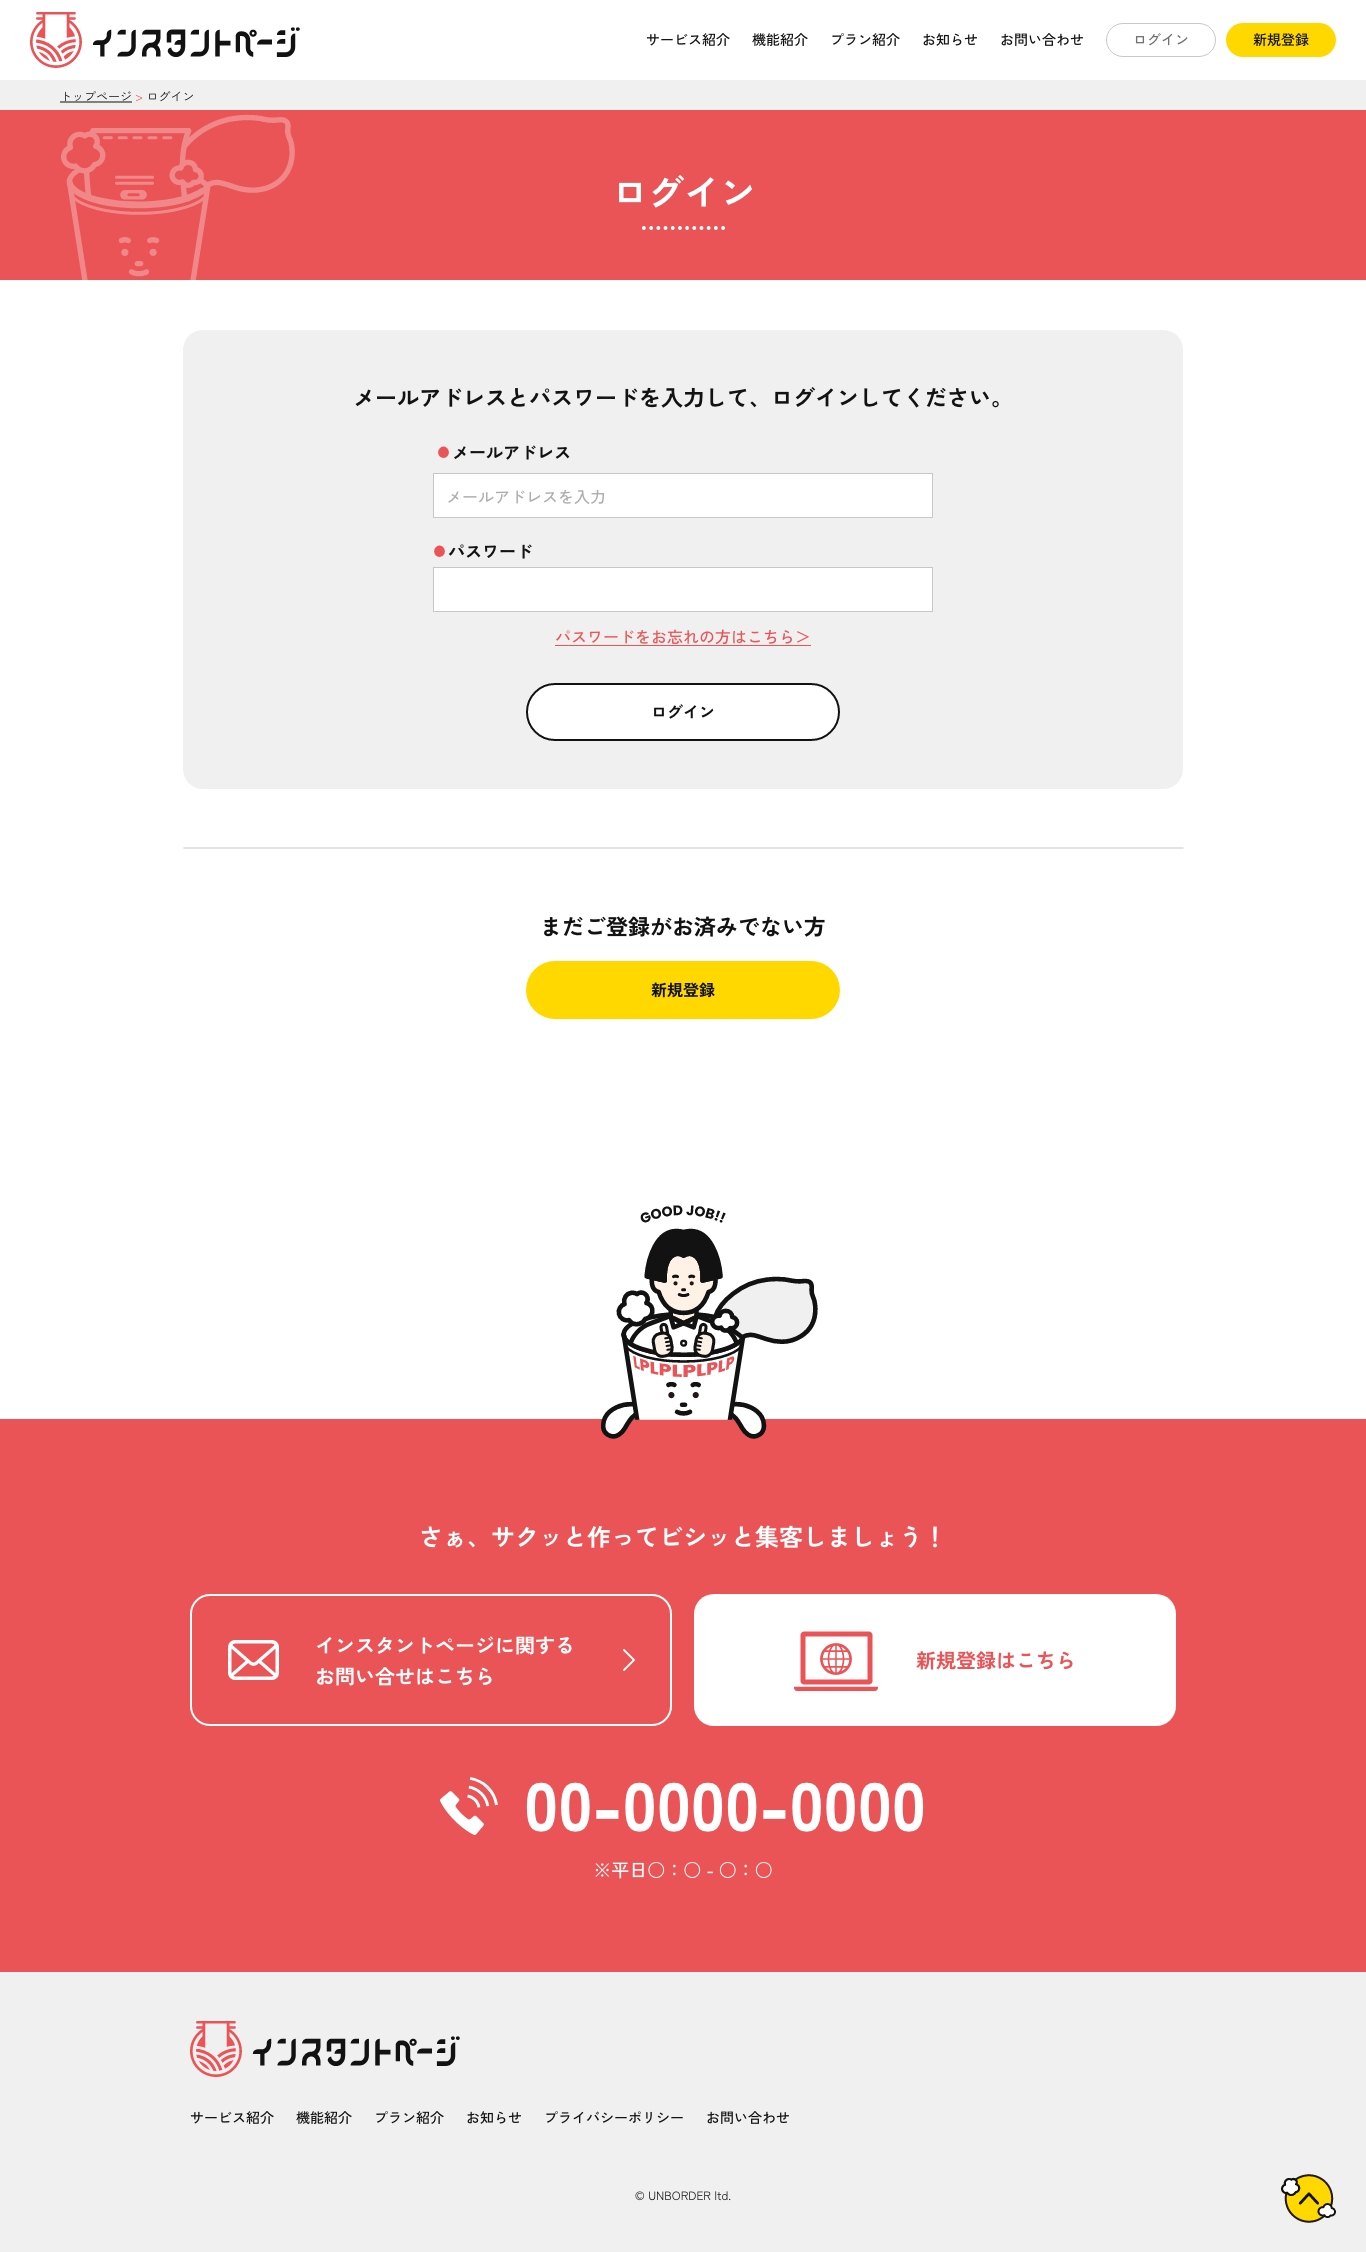 インスタントページ
サービス紹介 機能紹介 プラン紹介 お知らせ お問い合わせ ログイン 新規登録
トップページ > ログイン
ログイン
メールアドレスとパスワードを入力して、ログインしてください。
メールアドレス
メールアドレスを入力
パスワード
パスワードをお忘れの方はこちら＞
ログイン
まだご登録がお済みでない方
新規登録
GOOD JOB!!
LPLPLPLPLPLP
さぁ、サクッと作ってビシッと集客しましょう！
インスタントページに関する
お問い合せはこちら
新規登録はこちら
00-0000-0000
※平日〇：〇 - 〇：〇
インスタントページ
サービス紹介 機能紹介 プラン紹介 お知らせ プライバシーポリシー お問い合わせ
© UNBORDER ltd.